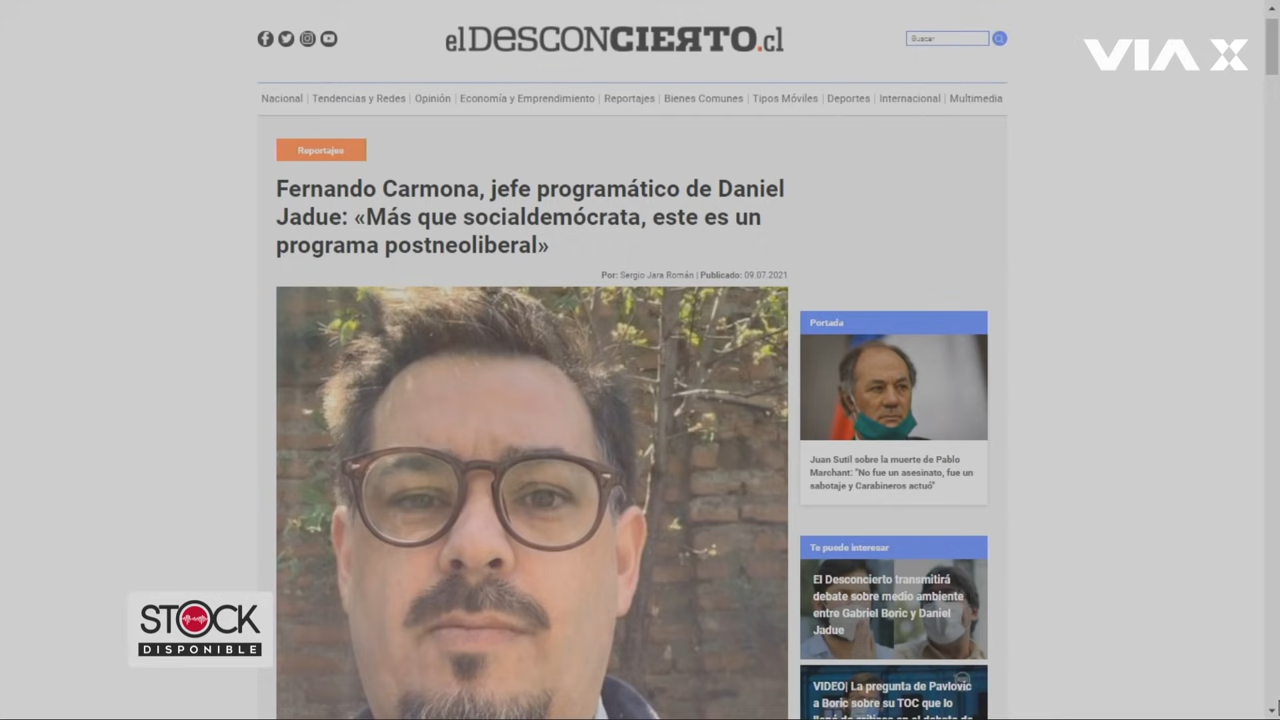 elDESCONCIERTO.cl
Buscar
VIA X
Nacional | Tendencias y Redes | Opinión | Economía y Emprendimiento | Reportajes | Bienes Comunes | Tipos Móviles | Deportes | Internacional | Multimedia
Reportajes
Fernando Carmona, jefe programático de Daniel
Jadue: «Más que socialdemócrata, este es un
programa postneoliberal»
Por: Sergio Jara Román | Publicado: 09.07.2021
Portada
Juan Sutil sobre la muerte de Pablo
Marchant: "No fue un asesinato, fue un
sabotaje y Carabineros actuó"
Te puede interesar
El Desconcierto transmitirá
debate sobre medio ambiente
entre Gabriel Boric y Daniel
Jadue
VIDEO| La pregunta de Pavlovic
a Boric sobre su TOC que lo
STOCK
DISPONIBLE